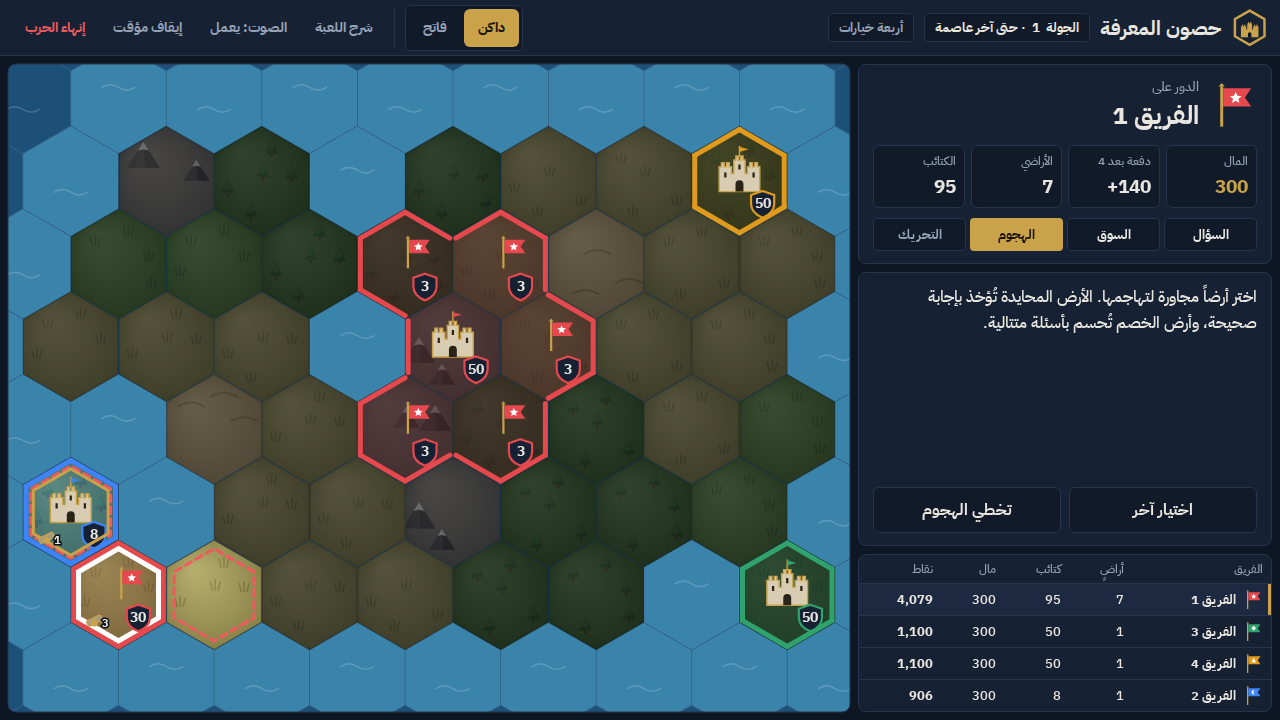 حصون المعرفة
الجولة 1 · حتى آخر عاصمة
أربعة خيارات
داكن
فاتح
شرح اللعبة
الصوت: يعمل
إيقاف مؤقت
إنهاء الحرب
الدور على
الفريق 1
المال
300
دفعة بعد 4
+140
الأراضي
7
الكتائب
95
السؤال
السوق
الهجوم
التحريك
اختر أرضاً مجاورة لتهاجمها. الأرض المحايدة تُؤخذ بإجابة
صحيحة، وأرض الخصم تُحسم بأسئلة متتالية.
اختيار آخر
تخطي الهجوم
الفريق أراضٍ كتائب مال نقاط
الفريق 1 7 95 300 4,079
الفريق 3 1 50 300 1,100
الفريق 4 1 50 300 1,100
الفريق 2 1 8 300 906
50
3
3
50
3
3
3
8
1
30
3
50